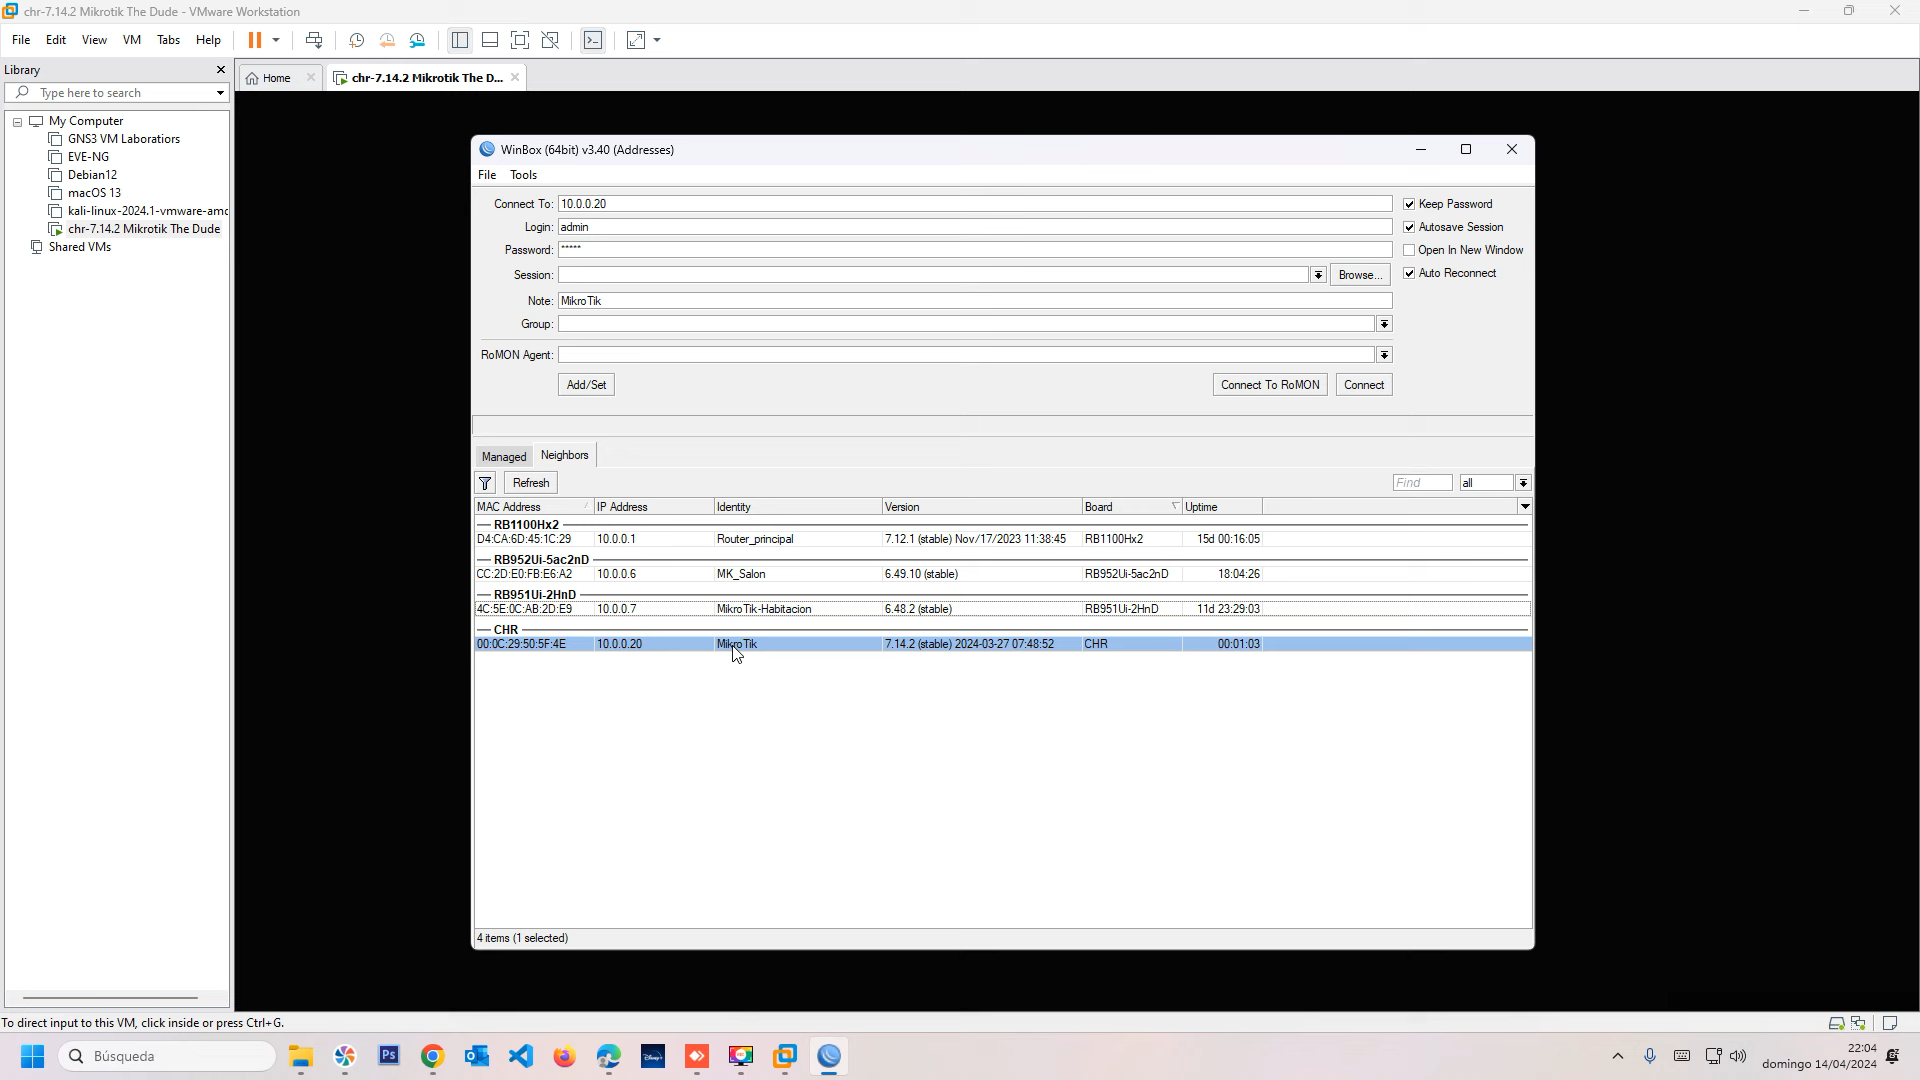 chr-7.14.2 Mikrotik The Dude - VMware Workstation
File Edit View VM Tabs Help
Library
Type here to search
My Computer
GNS3 VM Laboratiors
EVE-NG
Debian12
macOS 13
kali-linux-2024.1-vmware-amd
chr-7.14.2 Mikrotik The Dude
Shared VMs
Home
chr-7.14.2 Mikrotik The D...
WinBox (64bit) v3.40 (Addresses)
File Tools
Connect To: 10.0.0.20
Keep Password
Login: admin
Autosave Session
Password: *****
Open In New Window
Session:
Browse...
Auto Reconnect
Note: MikroTik
Group:
RoMON Agent:
Add/Set
Connect To RoMON
Connect
Managed Neighbors
Refresh
Find
all
MAC Address IP Address Identity Version Board Uptime
RB1100Hx2
D4:CA:6D:45:1C:29 10.0.0.1 Router_principal 7.12.1 (stable) Nov/17/2023 11:38:45 RB1100Hx2 15d 00:16:05
RB952Ui-5ac2nD
CC:2D:E0:FB:E6:A2 10.0.0.6 MK_Salon 6.49.10 (stable) RB952Ui-5ac2nD 18:04:26
RB951Ui-2HnD
4C:5E:0C:AB:2D:E9 10.0.0.7 MikroTik-Habitacion 6.48.2 (stable) RB951Ui-2HnD 11d 23:29:03
CHR
00:0C:29:50:5F:4E 10.0.0.20 MikroTik 7.14.2 (stable) 2024-03-27 07:48:52 CHR 00:01:03
4 items (1 selected)
To direct input to this VM, click inside or press Ctrl+G.
Búsqueda
Ps
Disney+
22:04
domingo 14/04/2024